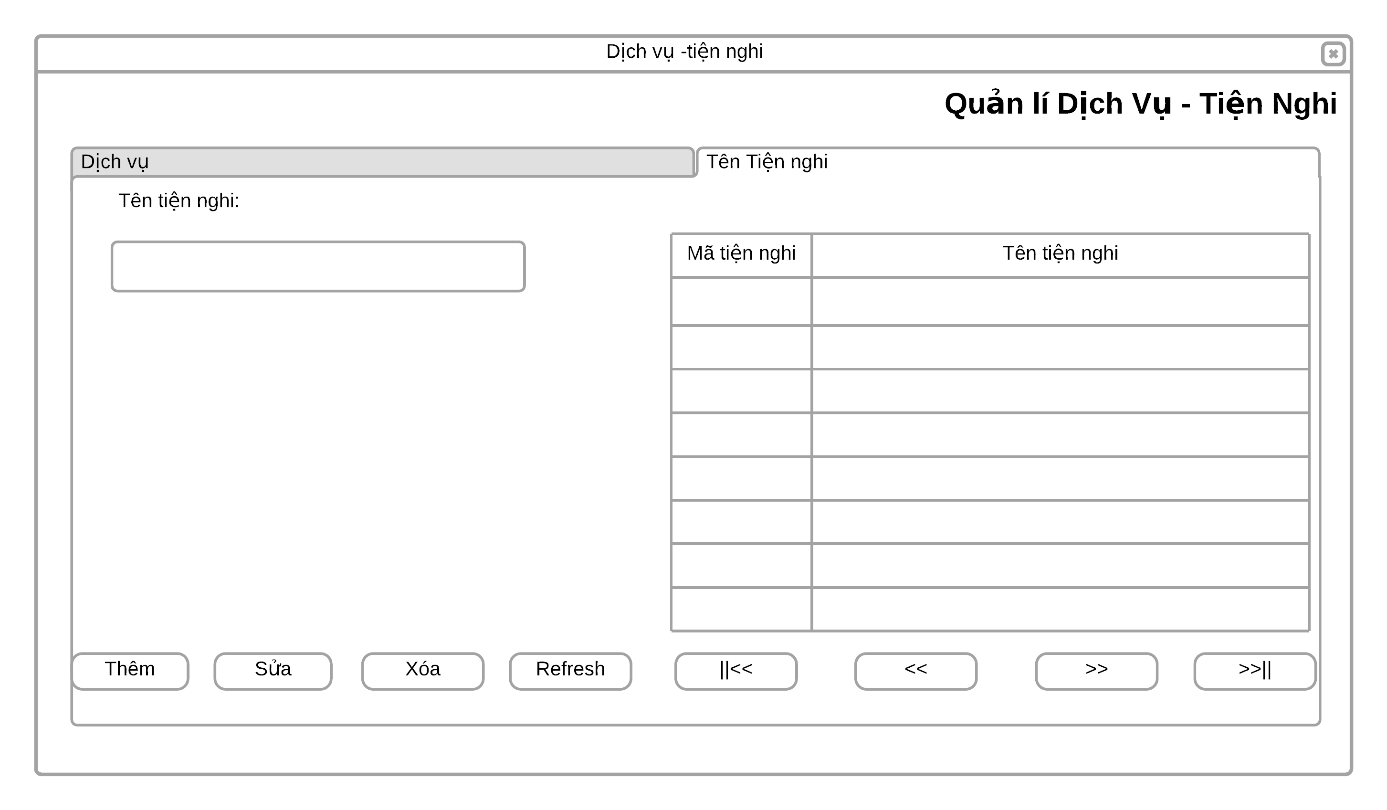 Dịch vụ -tiện nghi
Quản lí Dịch Vụ - Tiện Nghi
Dịch vụ
Tên Tiện nghi
Tên tiện nghi:
Mã tiện nghi
Tên tiện nghi
Thêm
Sửa
Xóa
Refresh
||<<
<<
>>
>>||